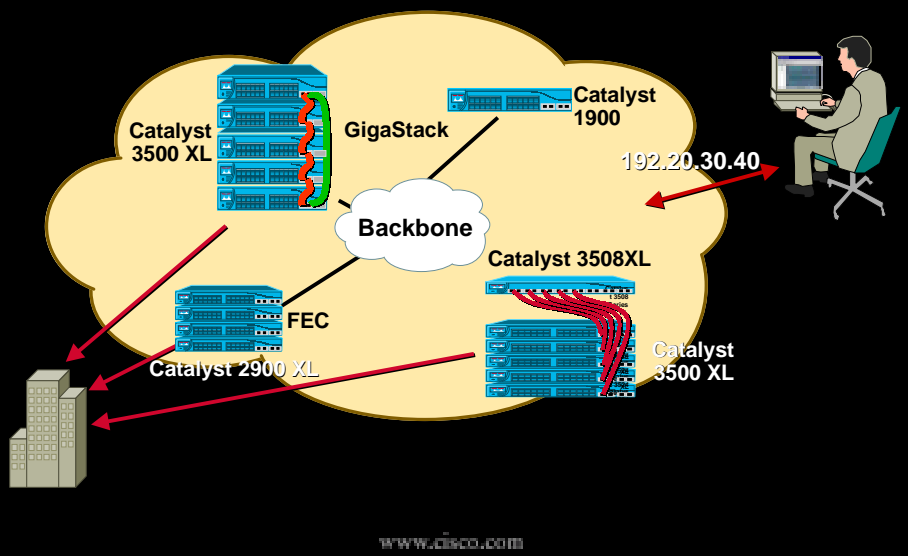 Catalyst
3500 XL
GigaStack
Catalyst
1900
192.20.30.40
Backbone
Catalyst 3508XL
t 3508
FEC
Catalyst 2900 XL
Catalyst
3500 XL
www.cisco.com